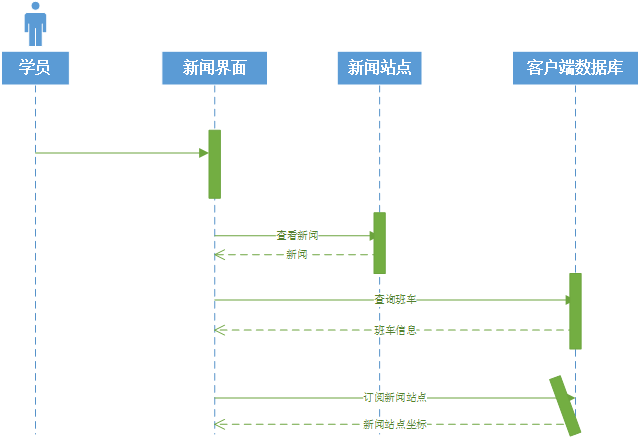 学员
新闻界面
新闻站点
客户端数据库
查看新闻
新闻
查询班车
班车信息
订阅新闻站点
新闻站点坐标